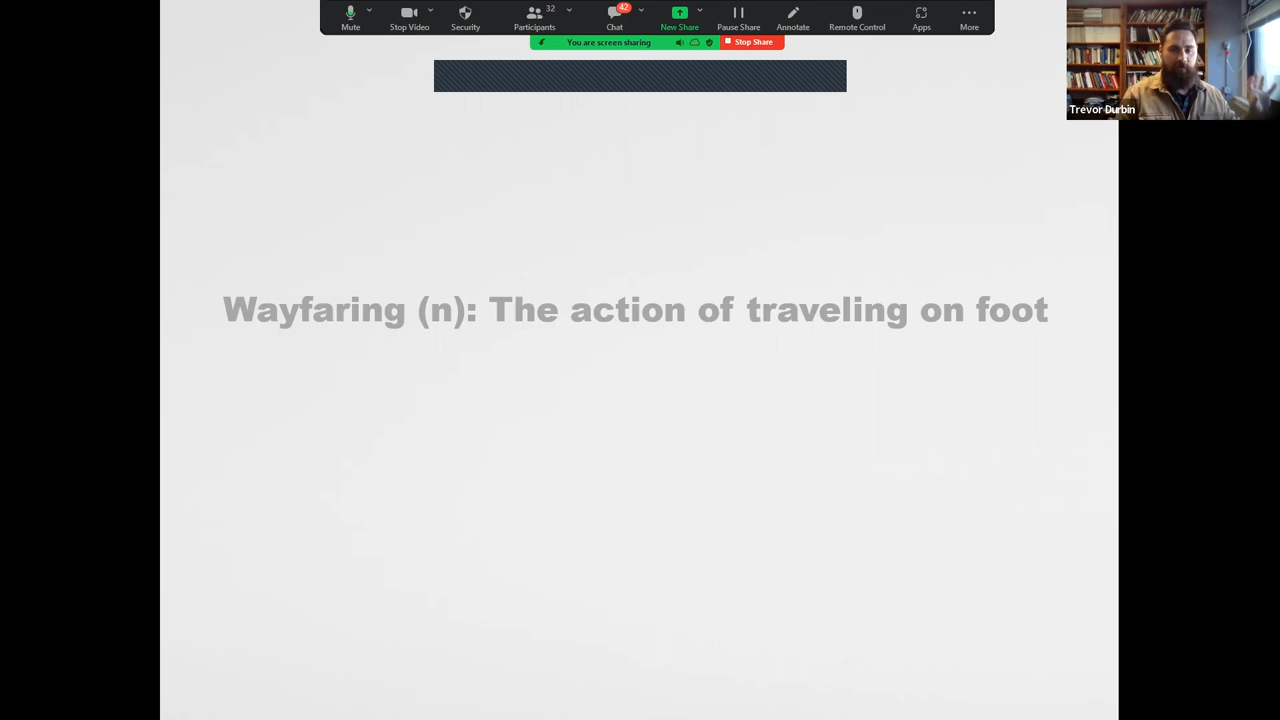 32
42
Mute
Stop Video
Security
Participants
Chat
New Share
Pause Share
Annotate
Remote Control
Apps
More
You are screen sharing
Stop Share
Trevor Durbin
Wayfaring (n): The action of traveling on foot